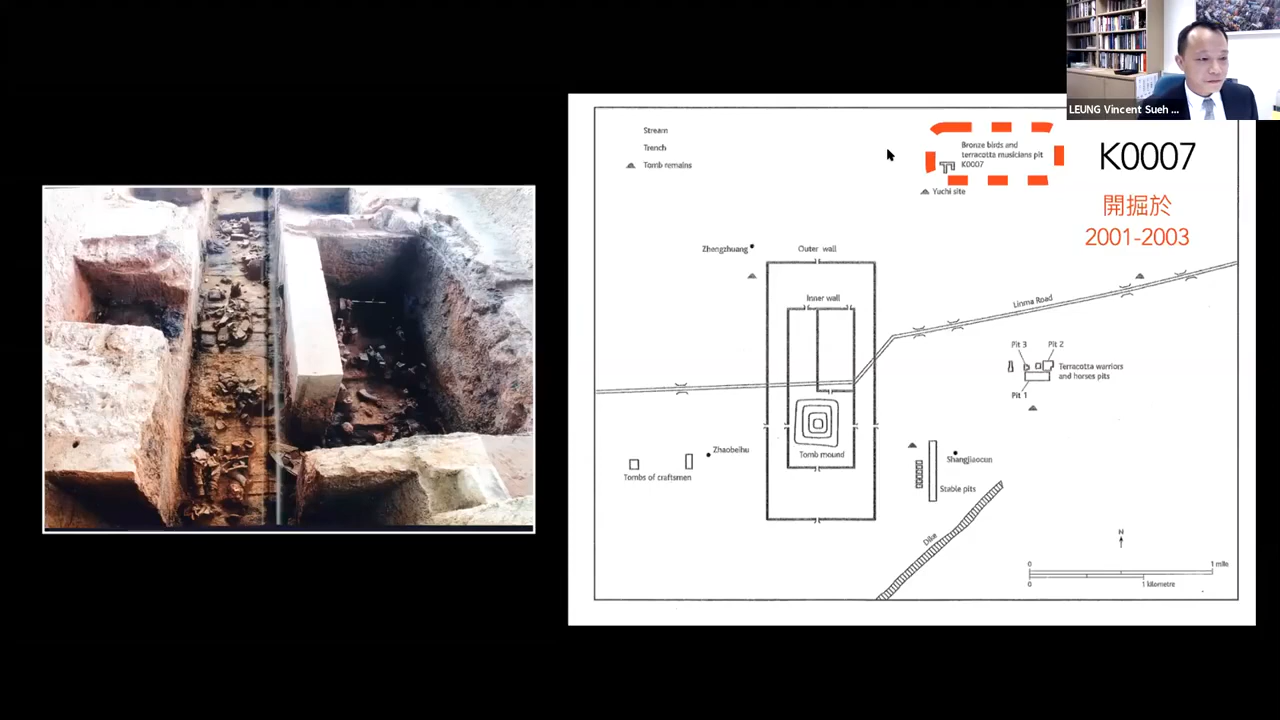 LEUNG Vincent Sueh ...
Stream
Trench
Tomb remains
Bronze birds and
terracotta musicians pit
K0007
Yuchi site
K0007
開掘於
2001-2003
Zhengzhuang
Outer wall
Inner wall
Linma Road
Pit 3
Pit 2
Terracotta warriors
and horses pits
Pit 1
Tomb mound
Zhaobeihu
Tombs of craftsmen
Shangjiaocun
Stable pits
Dike
N
0
1 mile
0
1 kilometre